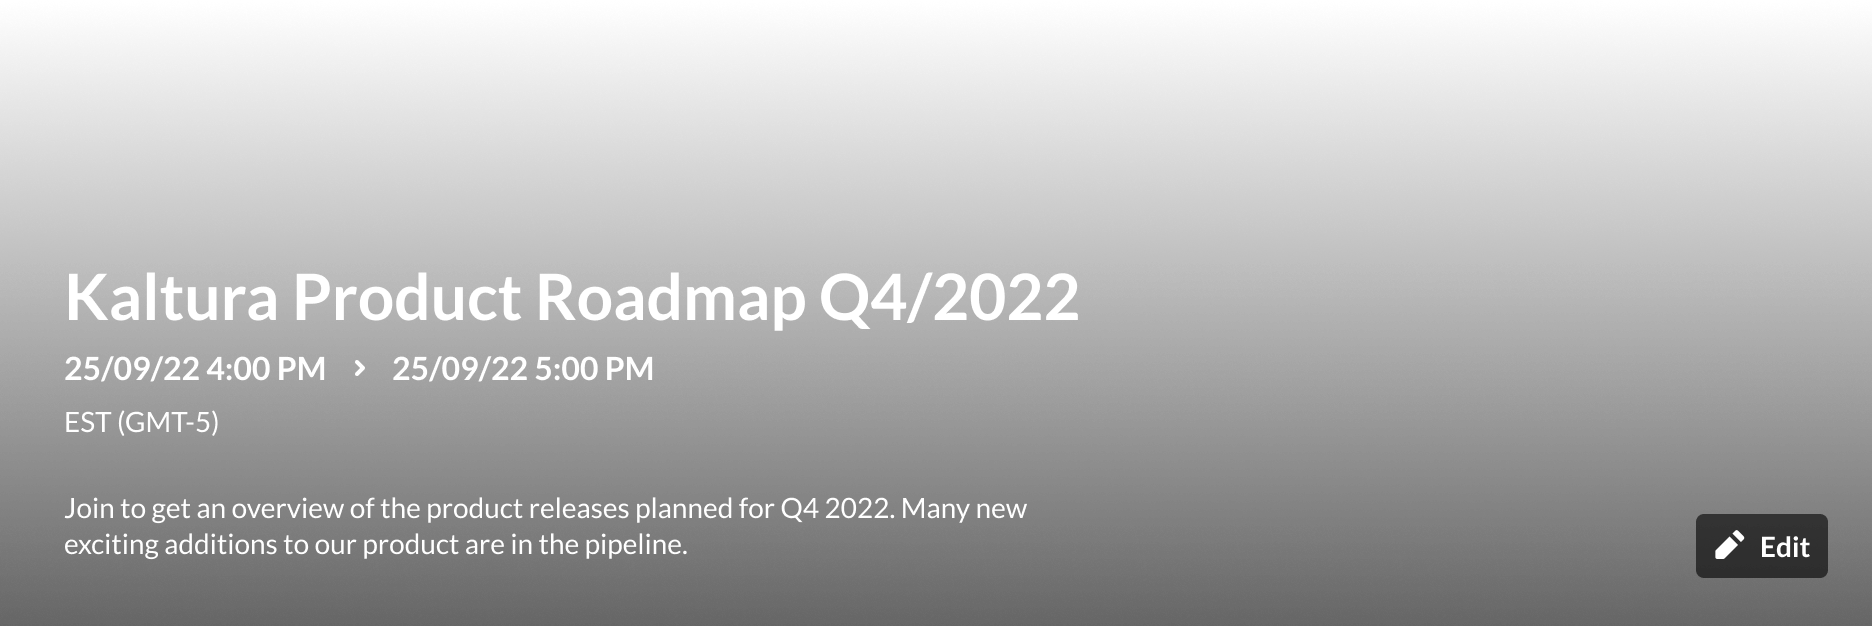 Kaltura Product Roadmap Q4/2022
25/09/22 4:00 PM > 25/09/22 5:00 PM
EST (GMT-5)
Join to get an overview of the product releases planned for Q4 2022. Many new
exciting additions to our product are in the pipeline.
Edit